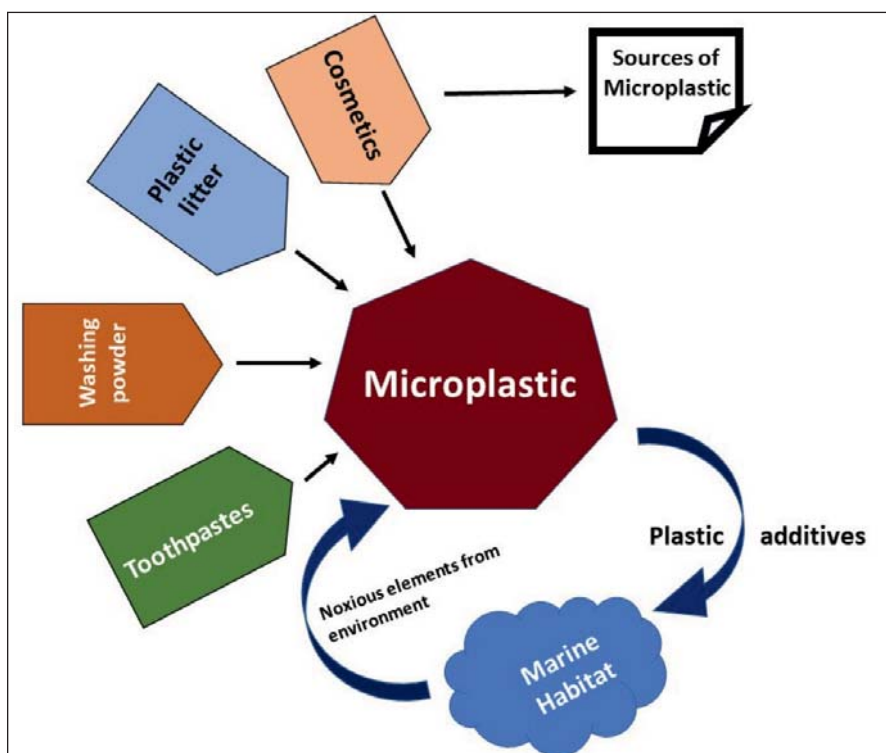 Cosmetics
Sources of
Microplastic
Plastic
litter
Washing
powder
Microplastic
Toothpastes
Plastic additives
Noxious elements from
environment
Marine
Habitat